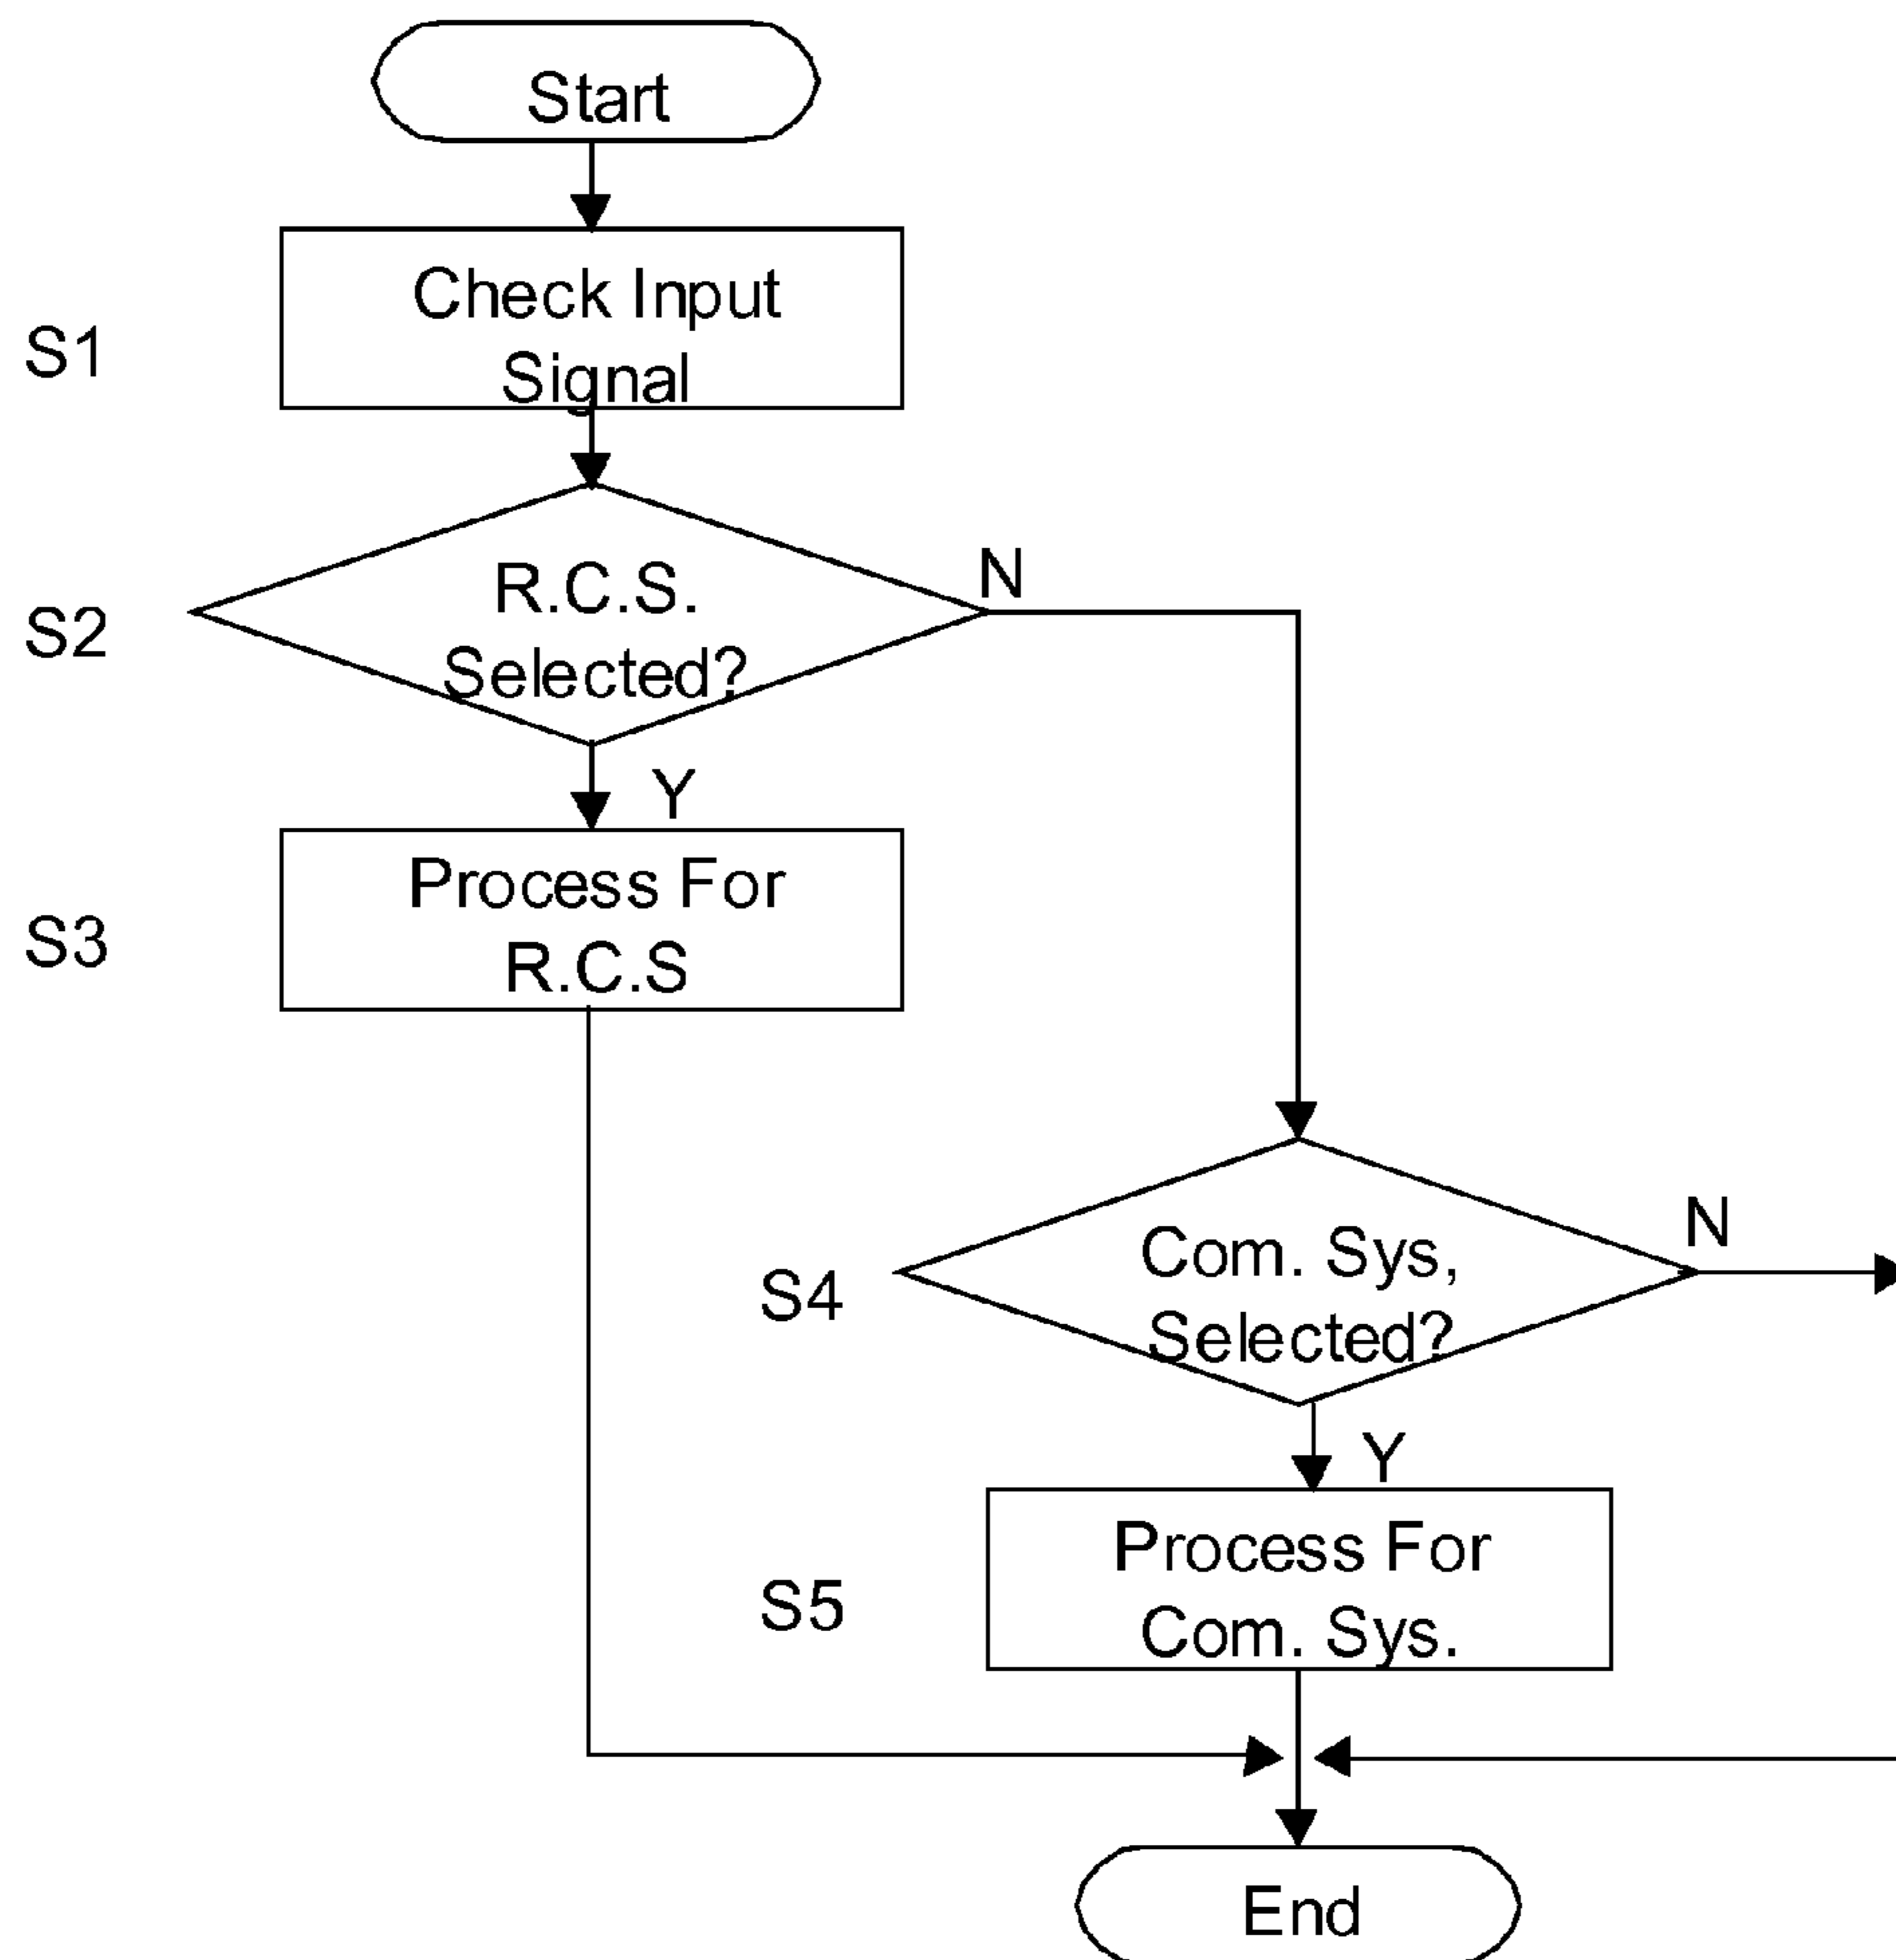 Start
S1
Check Input
Signal
S2
R.C.S.
Selected?
N
Y
S3
Process For
R.C.S
S4
Com. Sys,
Selected?
N
Y
S5
Process For
Com. Sys.
End